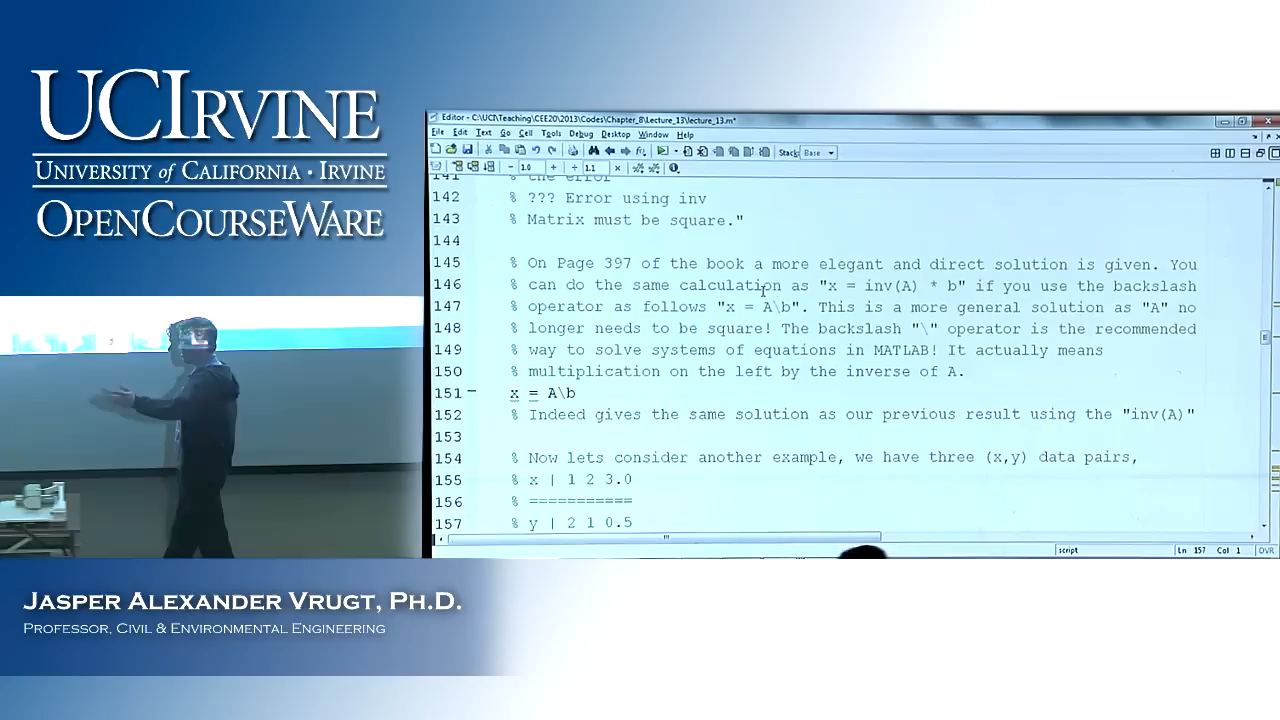 UCIRVINE
UNIVERSITY of CALIFORNIA · IRVINE
OPENCOURSEWARE
Editor - C:\UCI\Teaching\CEE20\2013\Codes\Chapter_8\Lecture_13\lecture_13.m*
File Edit Text Go Cell Tools Debug Desktop Window Help
Stack: Base
1.0 1.1
141 % the error
142 % ??? Error using inv
143 % Matrix must be square."
144
145 % On Page 397 of the book a more elegant and direct solution is given. You
146 % can do the same calculation as "x = inv(A) * b" if you use the backslash
147 % operator as follows "x = A\b". This is a more general solution as "A" no
148 % longer needs to be square! The backslash "\" operator is the recommended
149 % way to solve systems of equations in MATLAB! It actually means
150 % multiplication on the left by the inverse of A.
151 x = A\b
152 % Indeed gives the same solution as our previous result using the "inv(A)"
153
154 % Now lets consider another example, we have three (x,y) data pairs,
155 % x | 1 2 3.0
156 % ===========
157 % y | 2 1 0.5
script Ln 157 Col 1 OVR
JASPER ALEXANDER VRUGT, PH.D.
PROFESSOR, CIVIL & ENVIRONMENTAL ENGINEERING